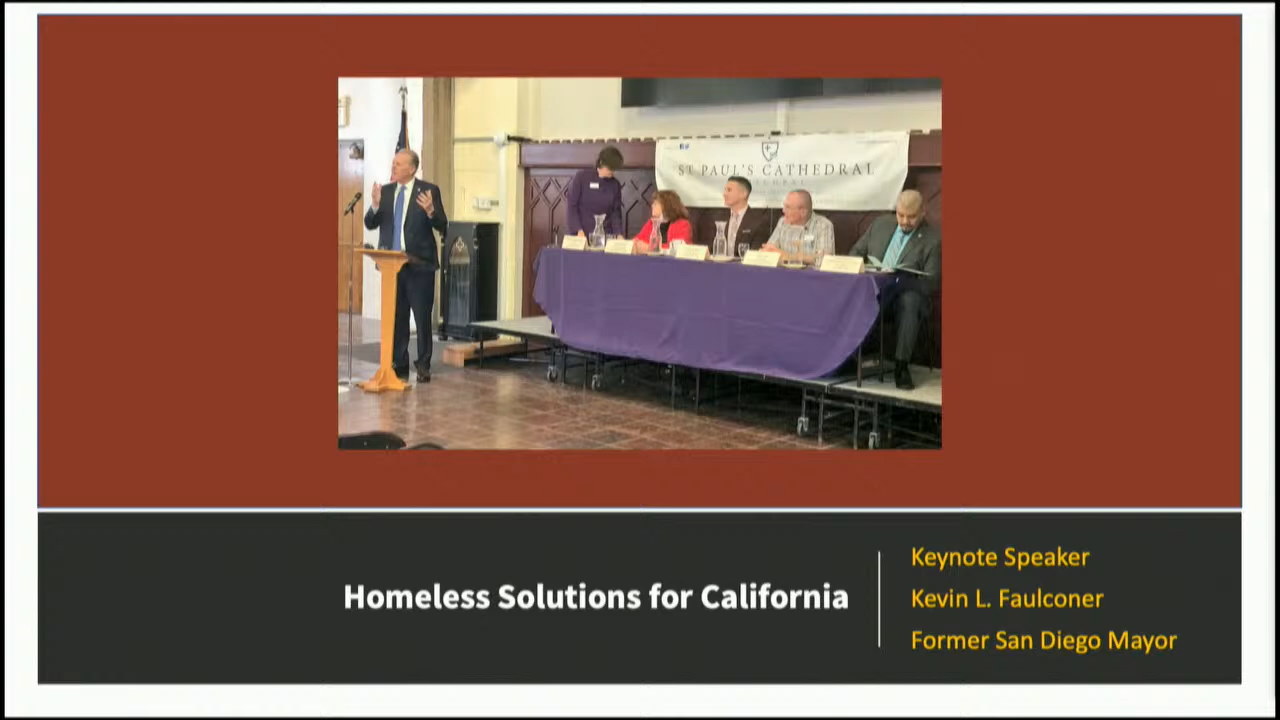 ST PAUL'S CATHEDRAL
Homeless Solutions for California
Keynote Speaker
Kevin L. Faulconer
Former San Diego Mayor